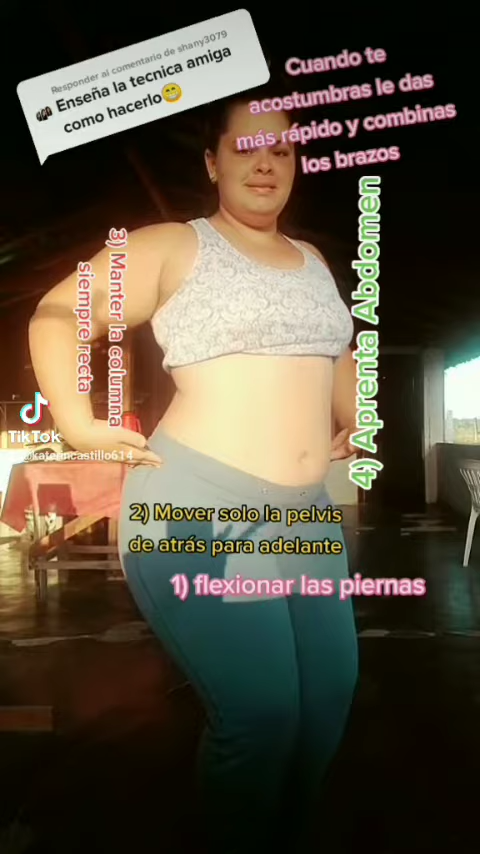 Responder al comentario de shany3079
Enseña la tecnica amiga
como hacerlo😁
Cuando te
acostumbras le das
más rápido y combinas
los brazos
3) Manter la columna
siempre recta
4) Aprenta Abdomen
TikTok
@katerincastillo614
2) Mover solo la pelvis
de atrás para adelante
1) flexionar las piernas